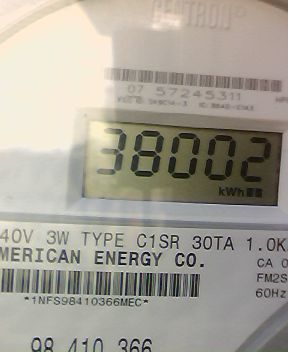 CENTRON®
07 57245311
38002
kWh
40V 3W TYPE C1SR 30TA 1.0K
MERICAN ENERGY CO.
CA 0
FM2S
60Hz
*1NFS98410366MEC*
98 410 366